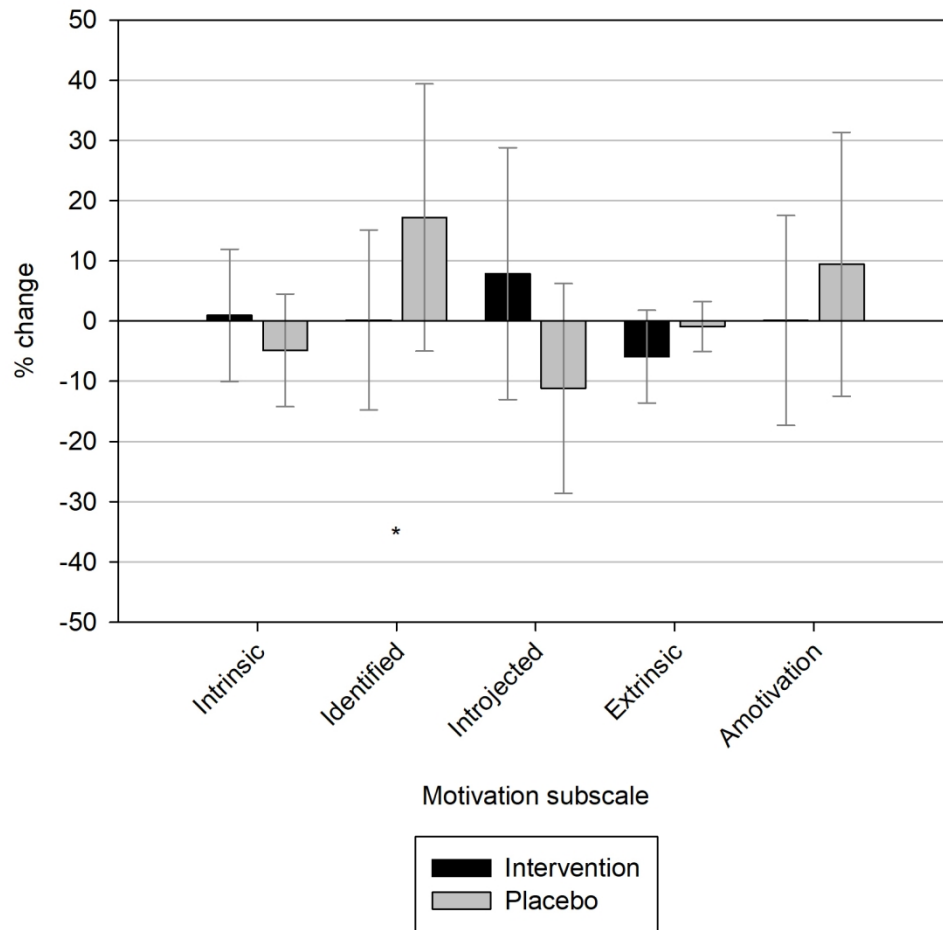 50
40
30
20
10
0
-10
-20
-30
-40
-50
% change
*
Intrinsic
Identified
Introjected
Extrinsic
Amotivation
Motivation subscale
Intervention
Placebo